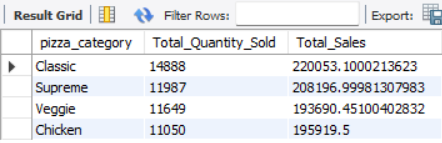 Result Grid Filter Rows: Export:
pizza_category Total_Quantity_Sold Total_Sales
Classic 14888 220053.1000213623
Supreme 11987 208196.99981307983
Veggie 11649 193690.45100402832
Chicken 11050 195919.5